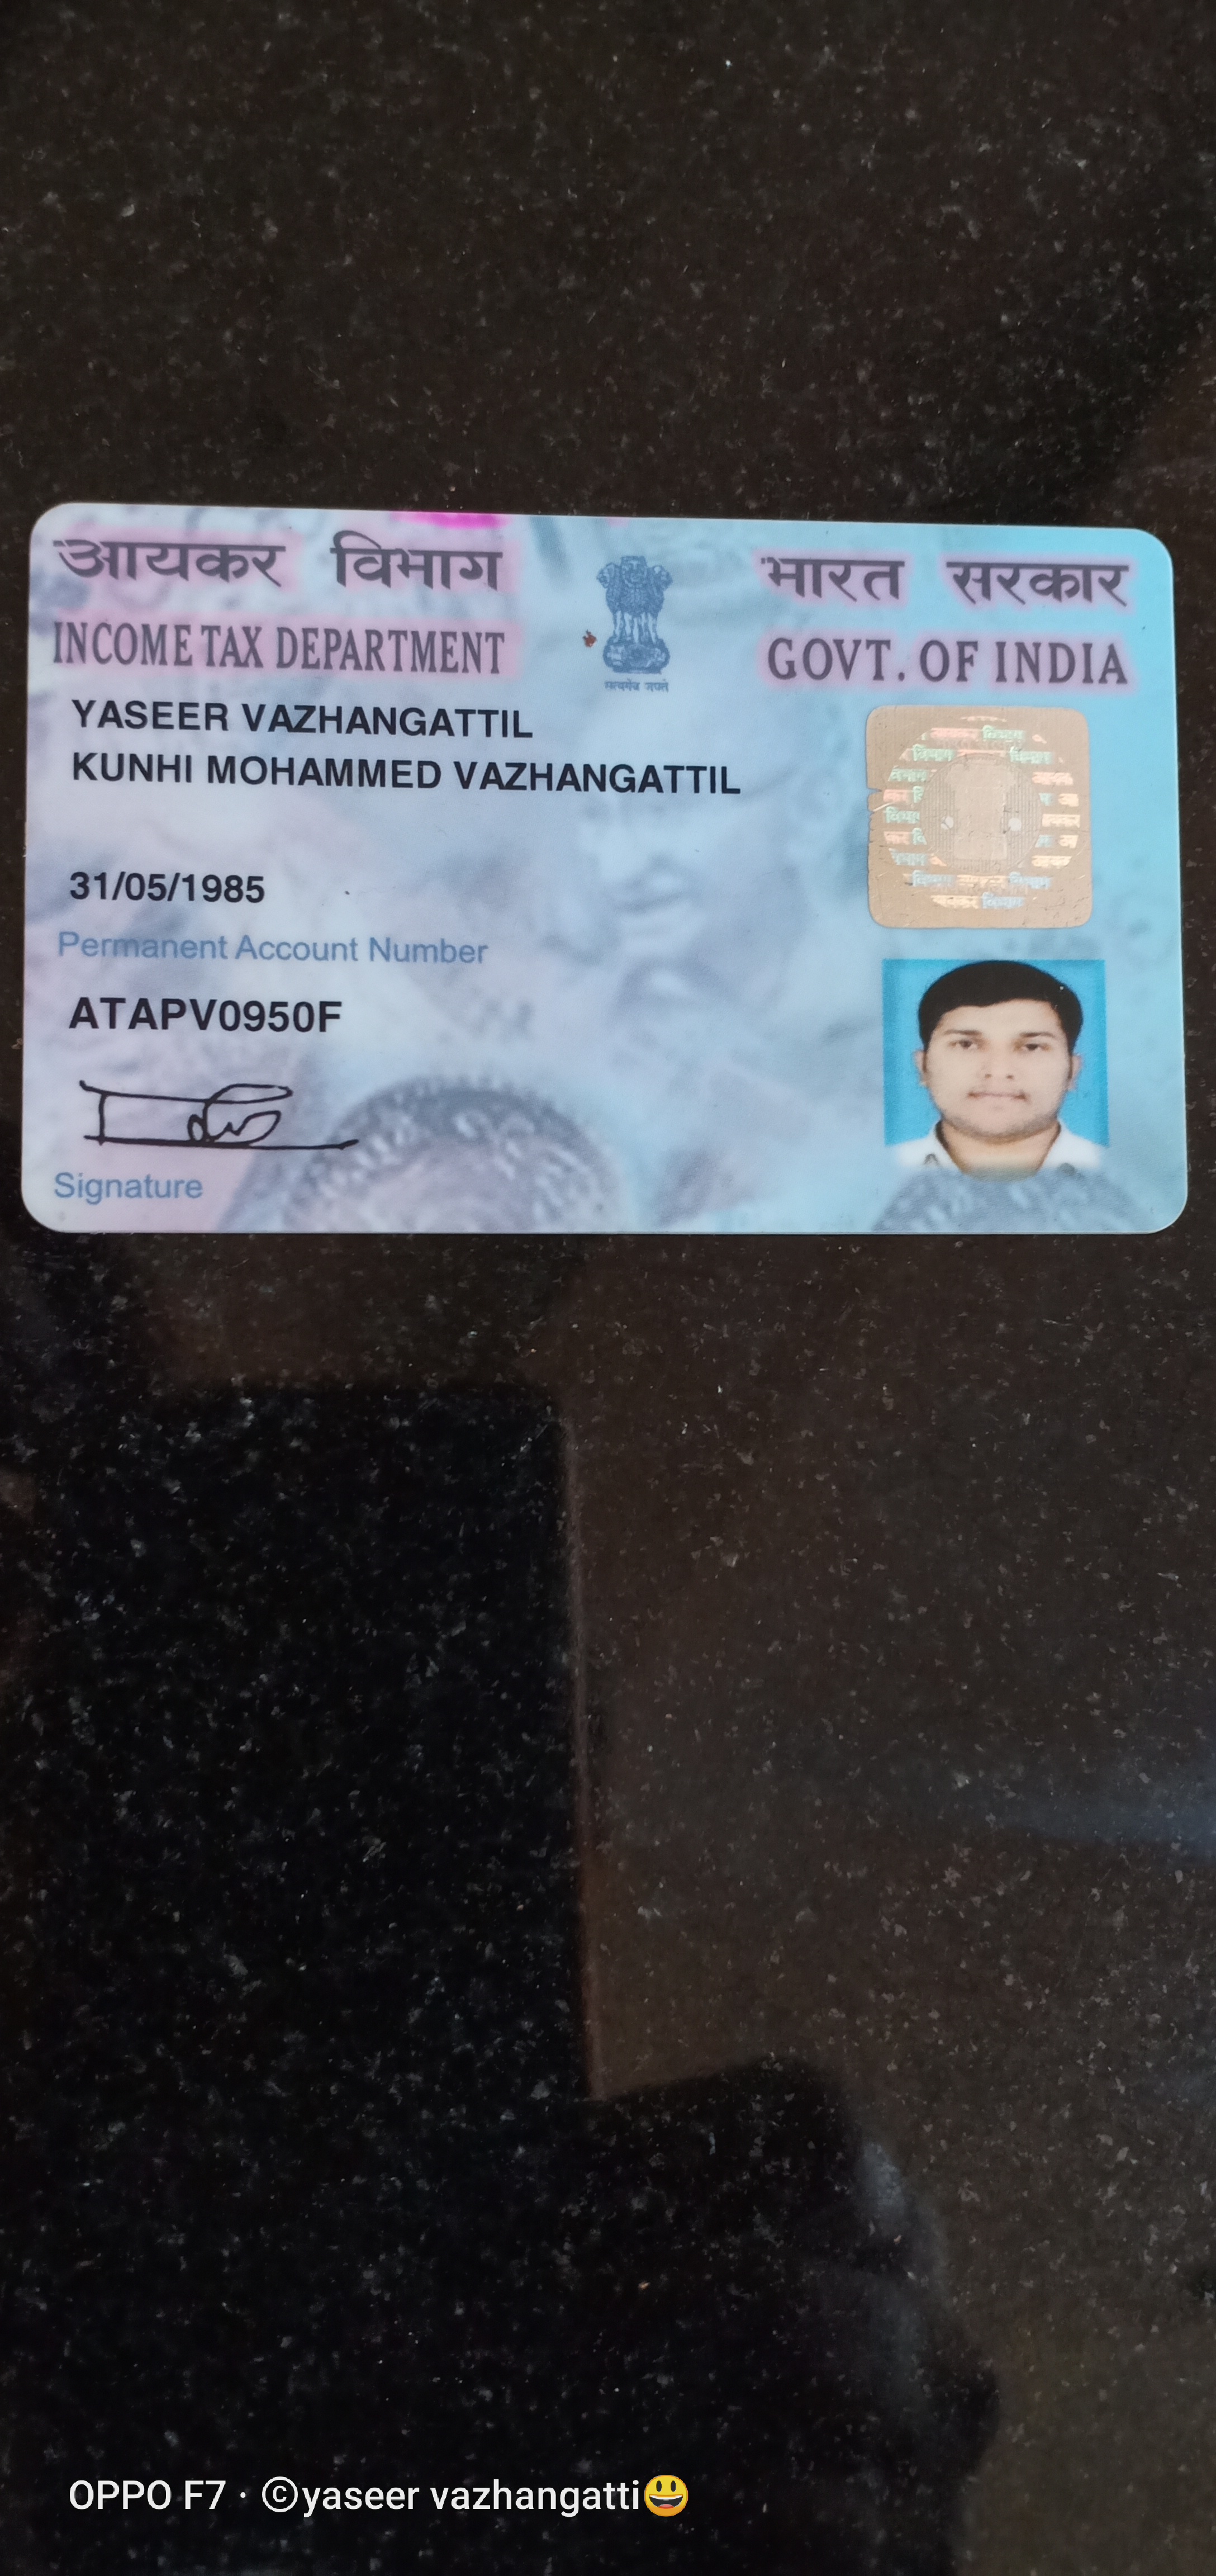 आयकर विभाग
INCOME TAX DEPARTMENT
भारत सरकार
GOVT. OF INDIA
सत्यमेव जयते
YASEER VAZHANGATTIL
KUNHI MOHAMMED VAZHANGATTIL
31/05/1985
Permanent Account Number
ATAPV0950F
Signature
OPPO F7 · ©yaseer vazhangatti😃